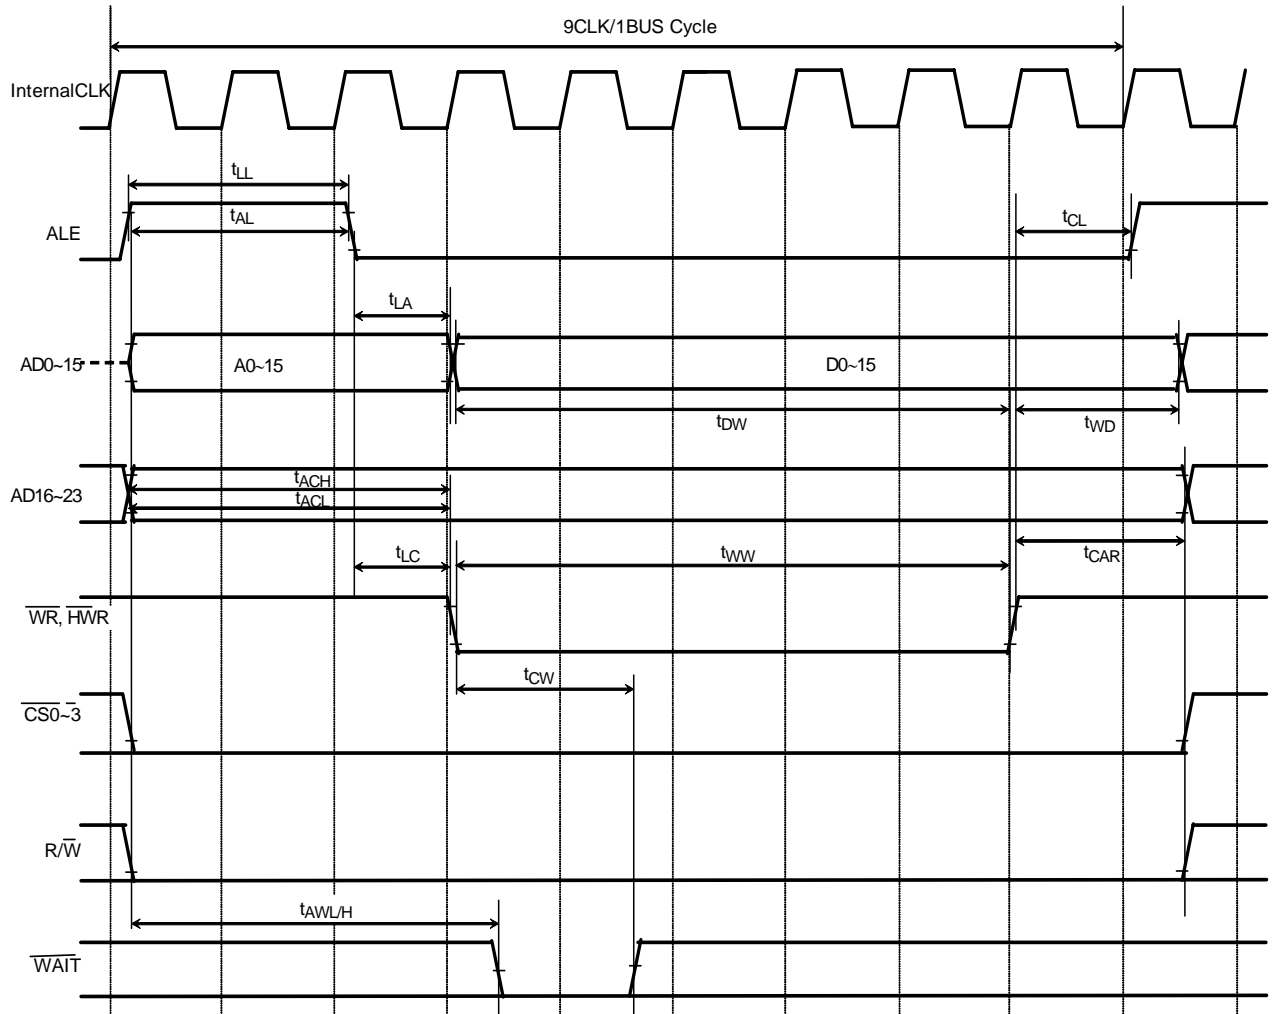 9CLK/1BUS Cycle
InternalCLK
tLL
tAL
ALE
tCL
tLA
AD0~15
A0~15
D0~15
tDW
tWD
AD16~23
tACH
tACL
tLC
tWW
tCAR
WR, HWR
tCW
CS0~3
R/W
tAWL/H
WAIT